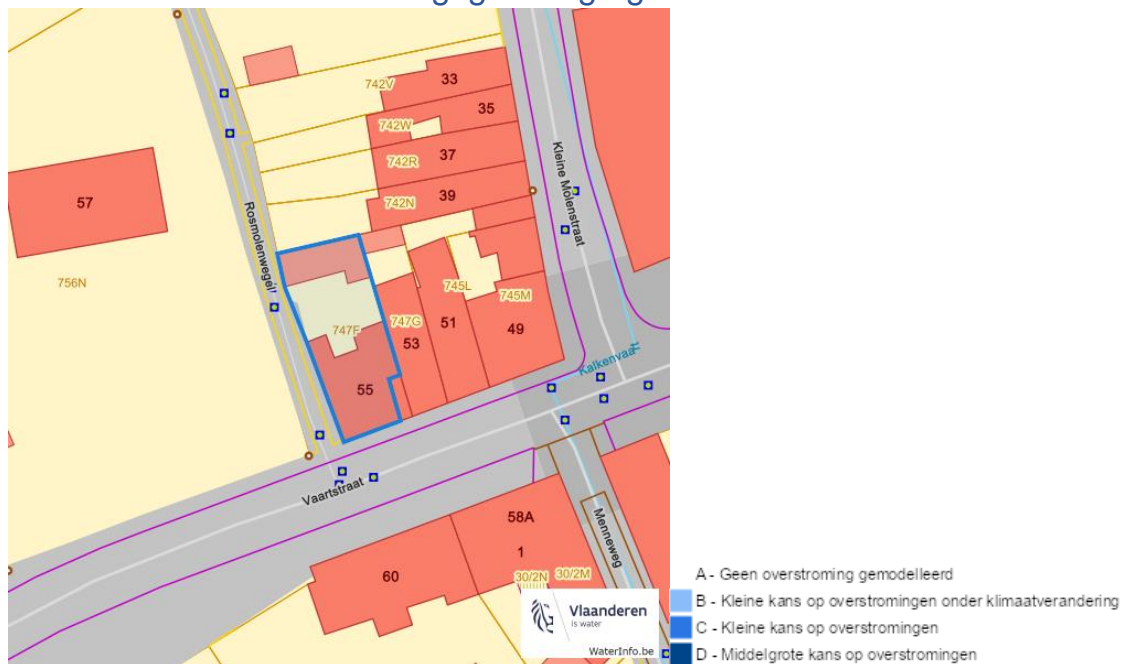 33
742V
35
742W
37
742R
39
742N
57
756N
Rosmolenwegel
Kleine Molenstraat
745L
745M
747F
747G
51
49
53
55
Kalkenvaart
Vaartstraat
Menneweg
58A
1
60
30/2N
30/2M
Vlaanderen
is water
WaterInfo.be
A - Geen overstroming gemodelleerd
B - Kleine kans op overstromingen onder klimaatverandering
C - Kleine kans op overstromingen
D - Middelgrote kans op overstromingen